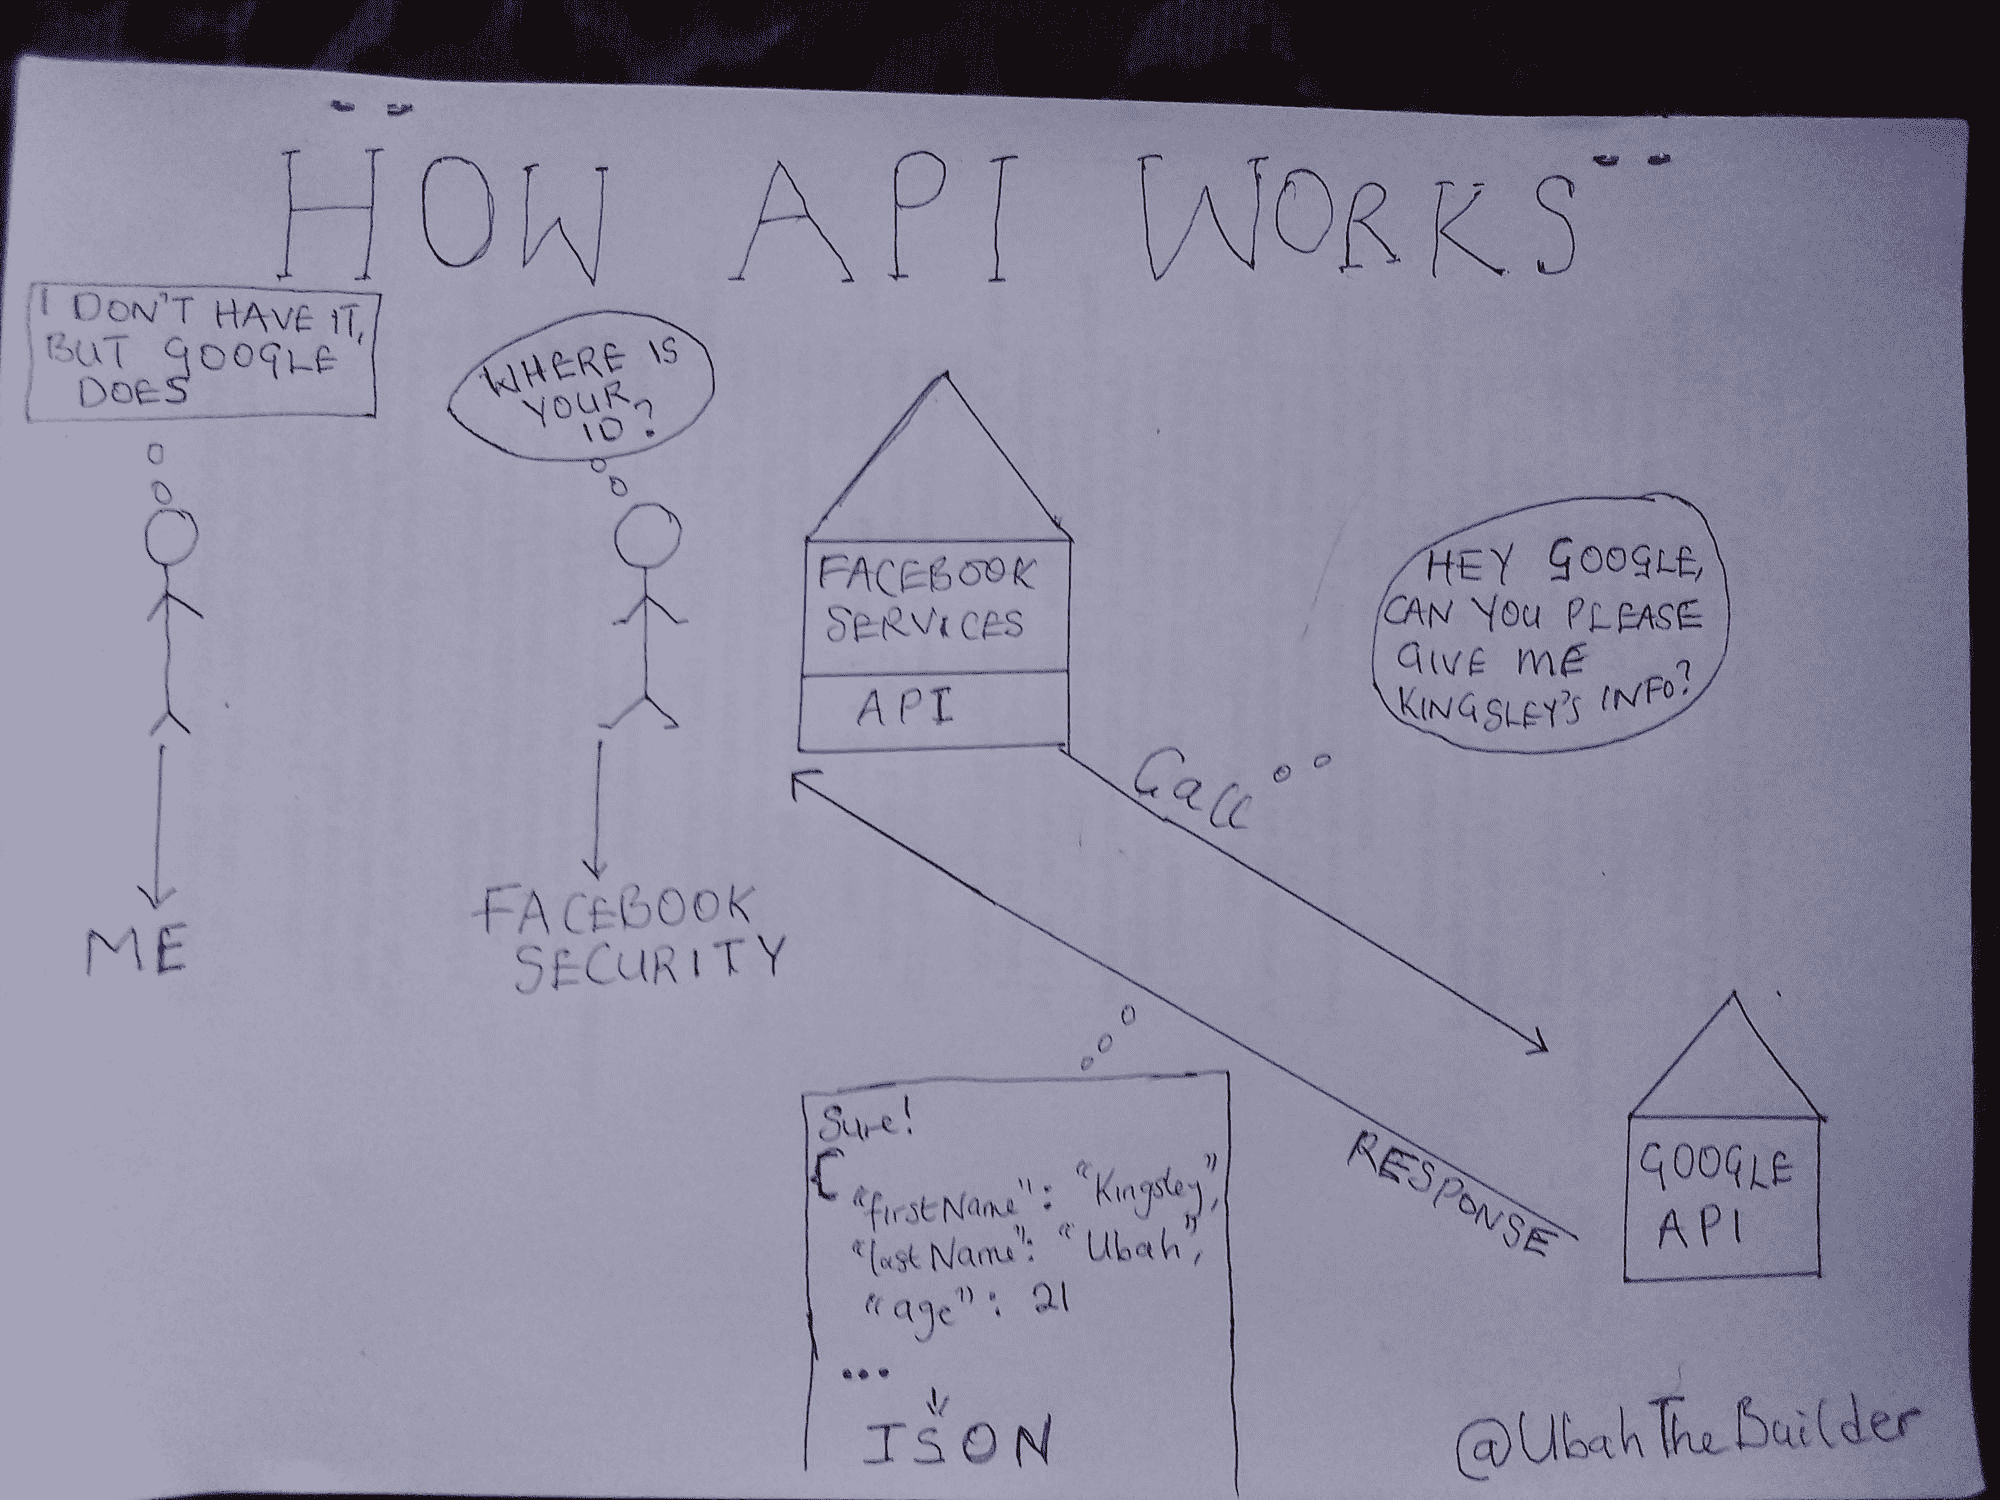 HOW API WORKS
I DON'T HAVE IT,
BUT GOOGLE
DOES
WHERE IS
YOUR
ID?
FACEBOOK
SERVICES
API
HEY GOOGLE,
CAN YOU PLEASE
GIVE ME
KINGSLEY'S INFO?
Call
ME
FACEBOOK
SECURITY
RESPONSE
GOOGLE
API
Sure!
{
"firstName": "Kingsley",
"lastName": "Ubah",
"age": 21
...
JSON
@UbahTheBuilder